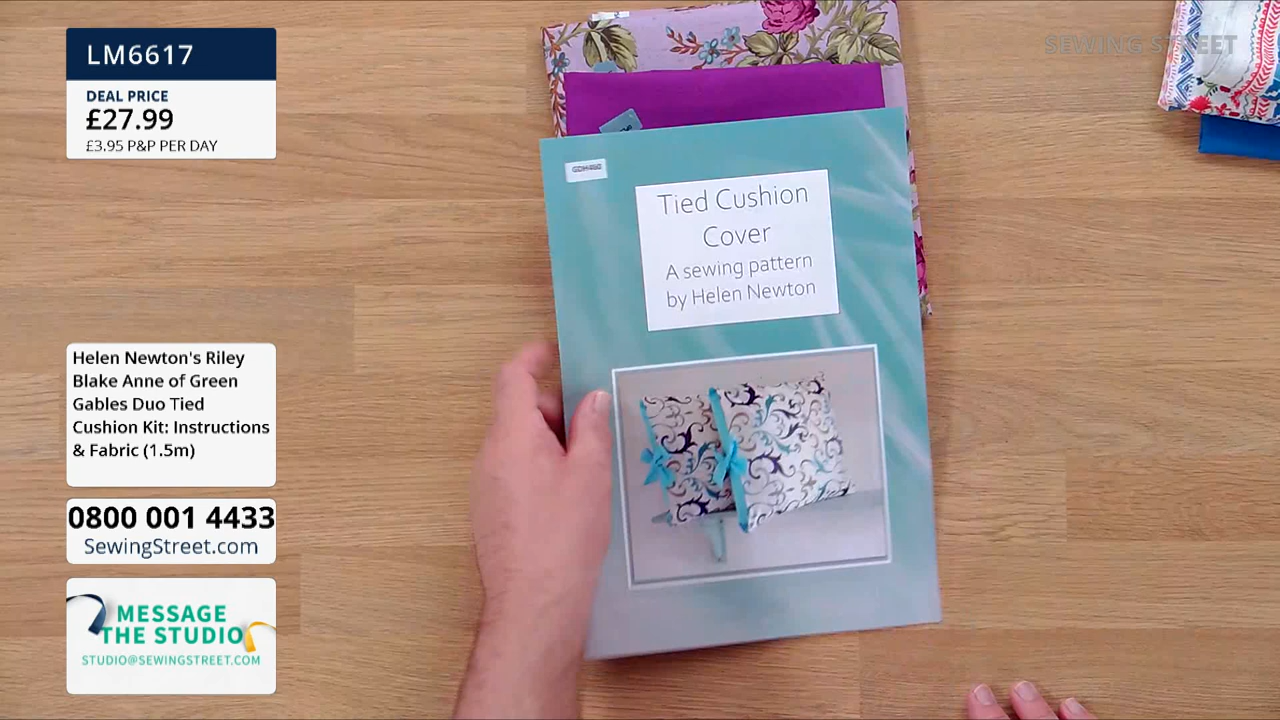 LM6617
DEAL PRICE
£27.99
£3.95 P&P PER DAY
SEWING STREET
Tied Cushion
Cover
A sewing pattern
by Helen Newton
Helen Newton's Riley
Blake Anne of Green
Gables Duo Tied
Cushion Kit: Instructions
& Fabric (1.5m)
0800 001 4433
SewingStreet.com
MESSAGE
THE STUDIO
STUDIO@SEWINGSTREET.COM